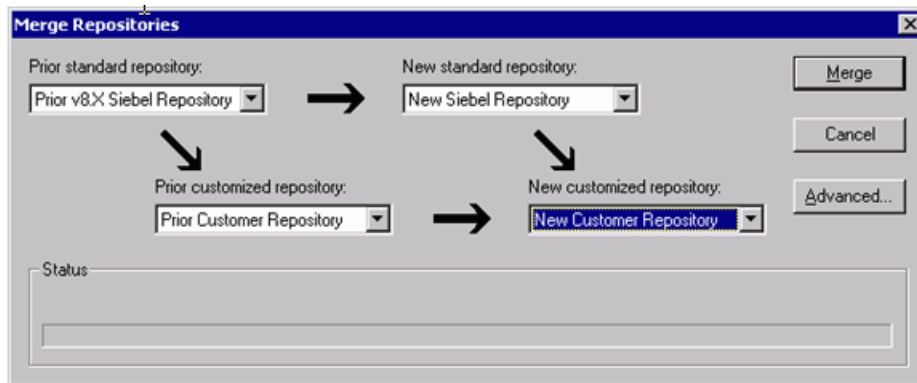 Merge Repositories
Prior standard repository:
New standard repository:
Merge
Prior v8.X Siebel Repository
New Siebel Repository
Cancel
Prior customized repository:
New customized repository:
Advanced...
Prior Customer Repository
New Customer Repository
Status